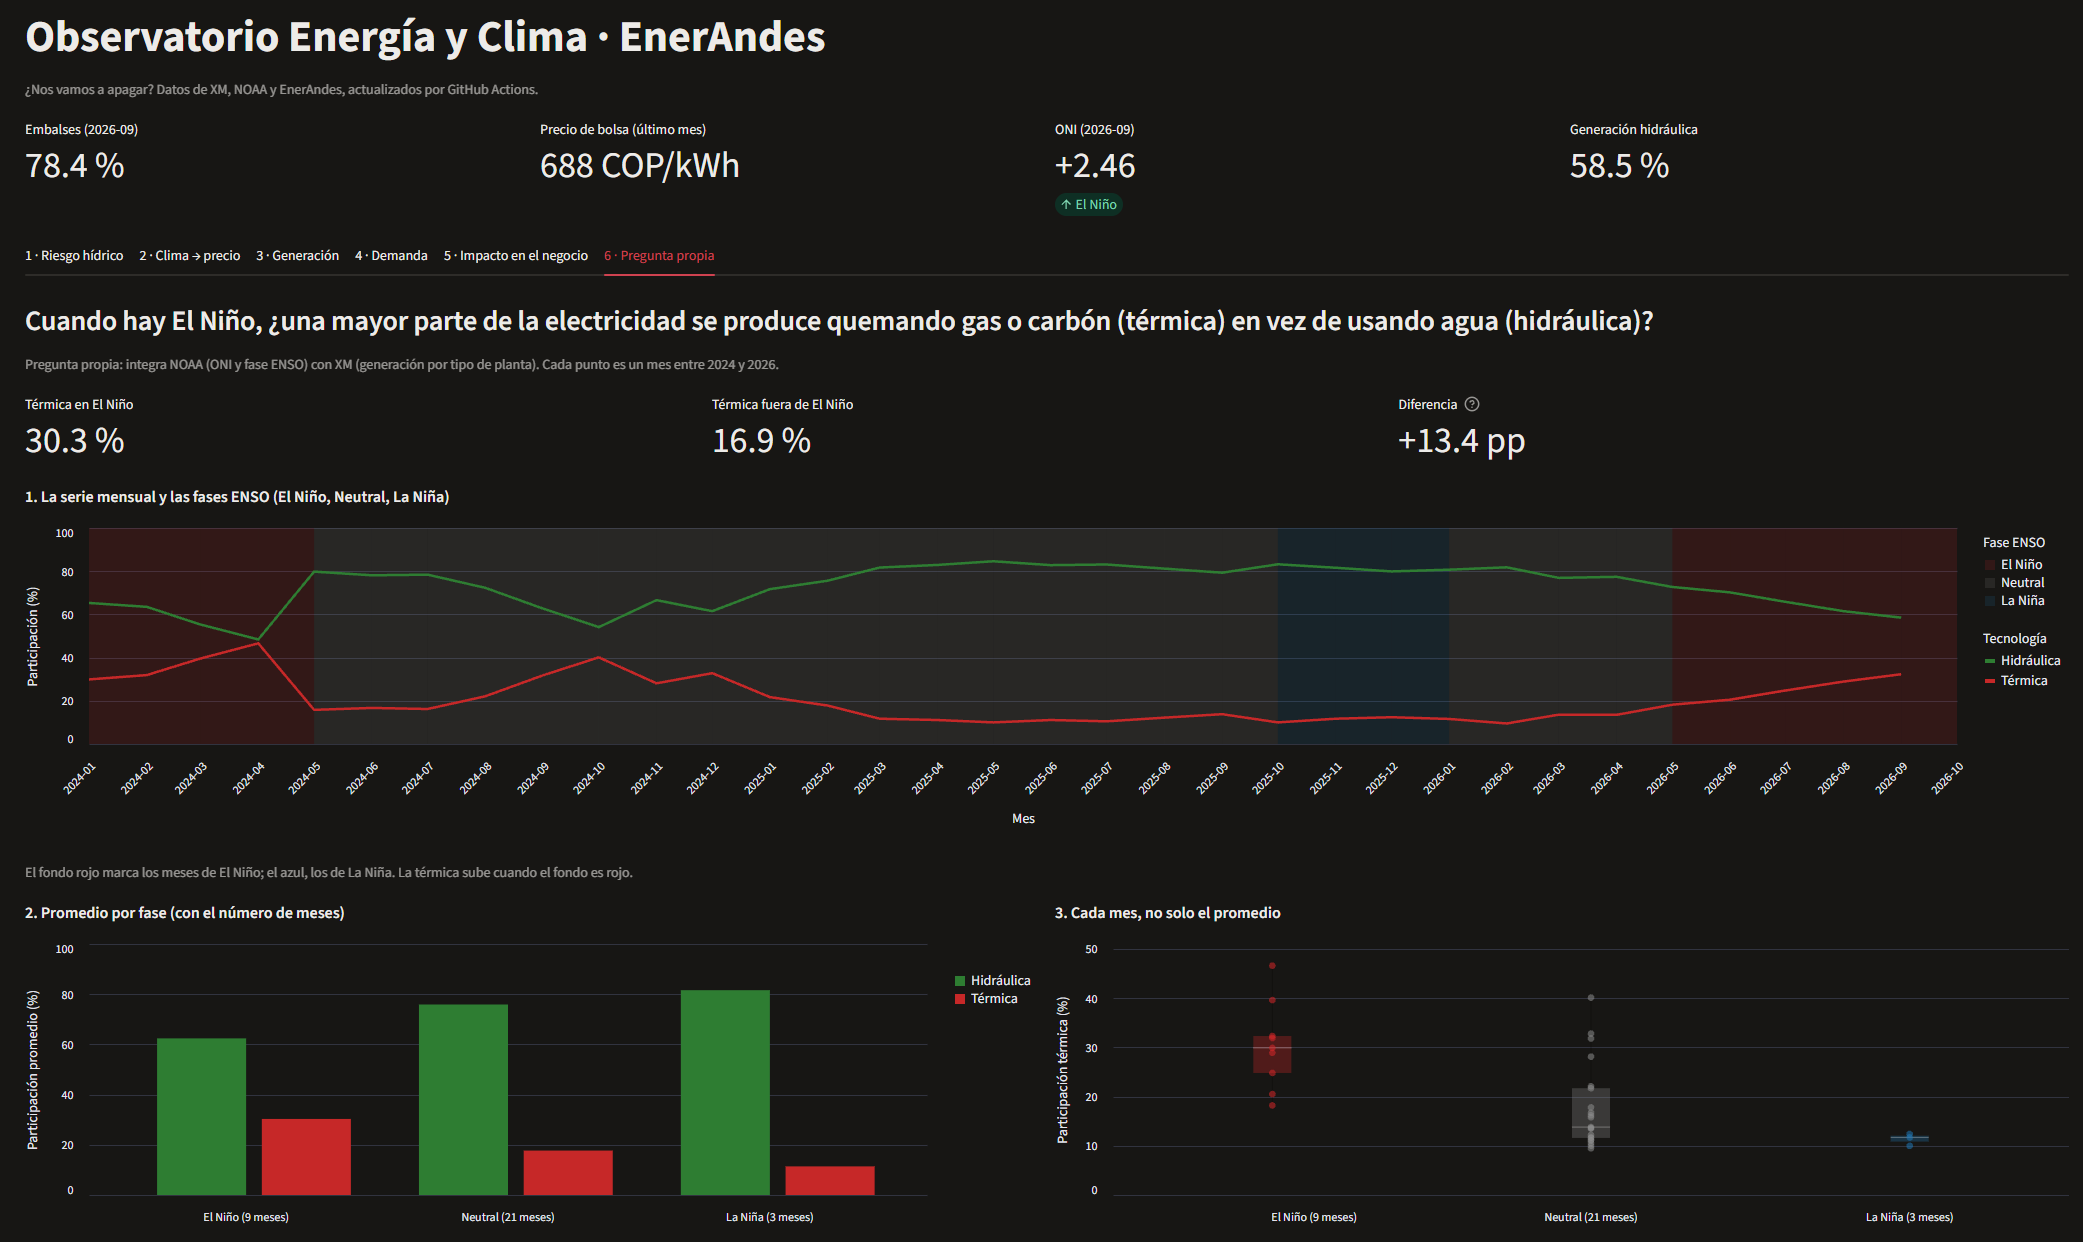 Observatorio Energía y Clima · EnerAndes
¿Nos vamos a apagar? Datos de XM, NOAA y EnerAndes, actualizados por GitHub Actions.
Embalses (2026-09)
78.4 %
Precio de bolsa (último mes)
688 COP/kWh
ONI (2026-09)
+2.46
↑ El Niño
Generación hidráulica
58.5 %
1 · Riesgo hídrico
2 · Clima → precio
3 · Generación
4 · Demanda
5 · Impacto en el negocio
6 · Pregunta propia
Cuando hay El Niño, ¿una mayor parte de la electricidad se produce quemando gas o carbón (térmica) en vez de usando agua (hidráulica)?
Pregunta propia: integra NOAA (ONI y fase ENSO) con XM (generación por tipo de planta). Cada punto es un mes entre 2024 y 2026.
Térmica en El Niño
30.3 %
Térmica fuera de El Niño
16.9 %
Diferencia ?
+13.4 pp
1. La serie mensual y las fases ENSO (El Niño, Neutral, La Niña)
Participación (%)
100
80
60
40
20
0
2024-01
2024-02
2024-03
2024-04
2024-05
2024-06
2024-07
2024-08
2024-09
2024-10
2024-11
2024-12
2025-01
2025-02
2025-03
2025-04
2025-05
2025-06
2025-07
2025-08
2025-09
2025-10
2025-11
2025-12
2026-01
2026-02
2026-03
2026-04
2026-05
2026-06
2026-07
2026-08
2026-09
2026-10
Mes
Fase ENSO
El Niño
Neutral
La Niña
Tecnología
Hidráulica
Térmica
El fondo rojo marca los meses de El Niño; el azul, los de La Niña. La térmica sube cuando el fondo es rojo.
2. Promedio por fase (con el número de meses)
Participación promedio (%)
100
80
60
40
20
0
El Niño (9 meses)
Neutral (21 meses)
La Niña (3 meses)
Hidráulica
Térmica
3. Cada mes, no solo el promedio
Participación térmica (%)
50
40
30
20
10
0
El Niño (9 meses)
Neutral (21 meses)
La Niña (3 meses)